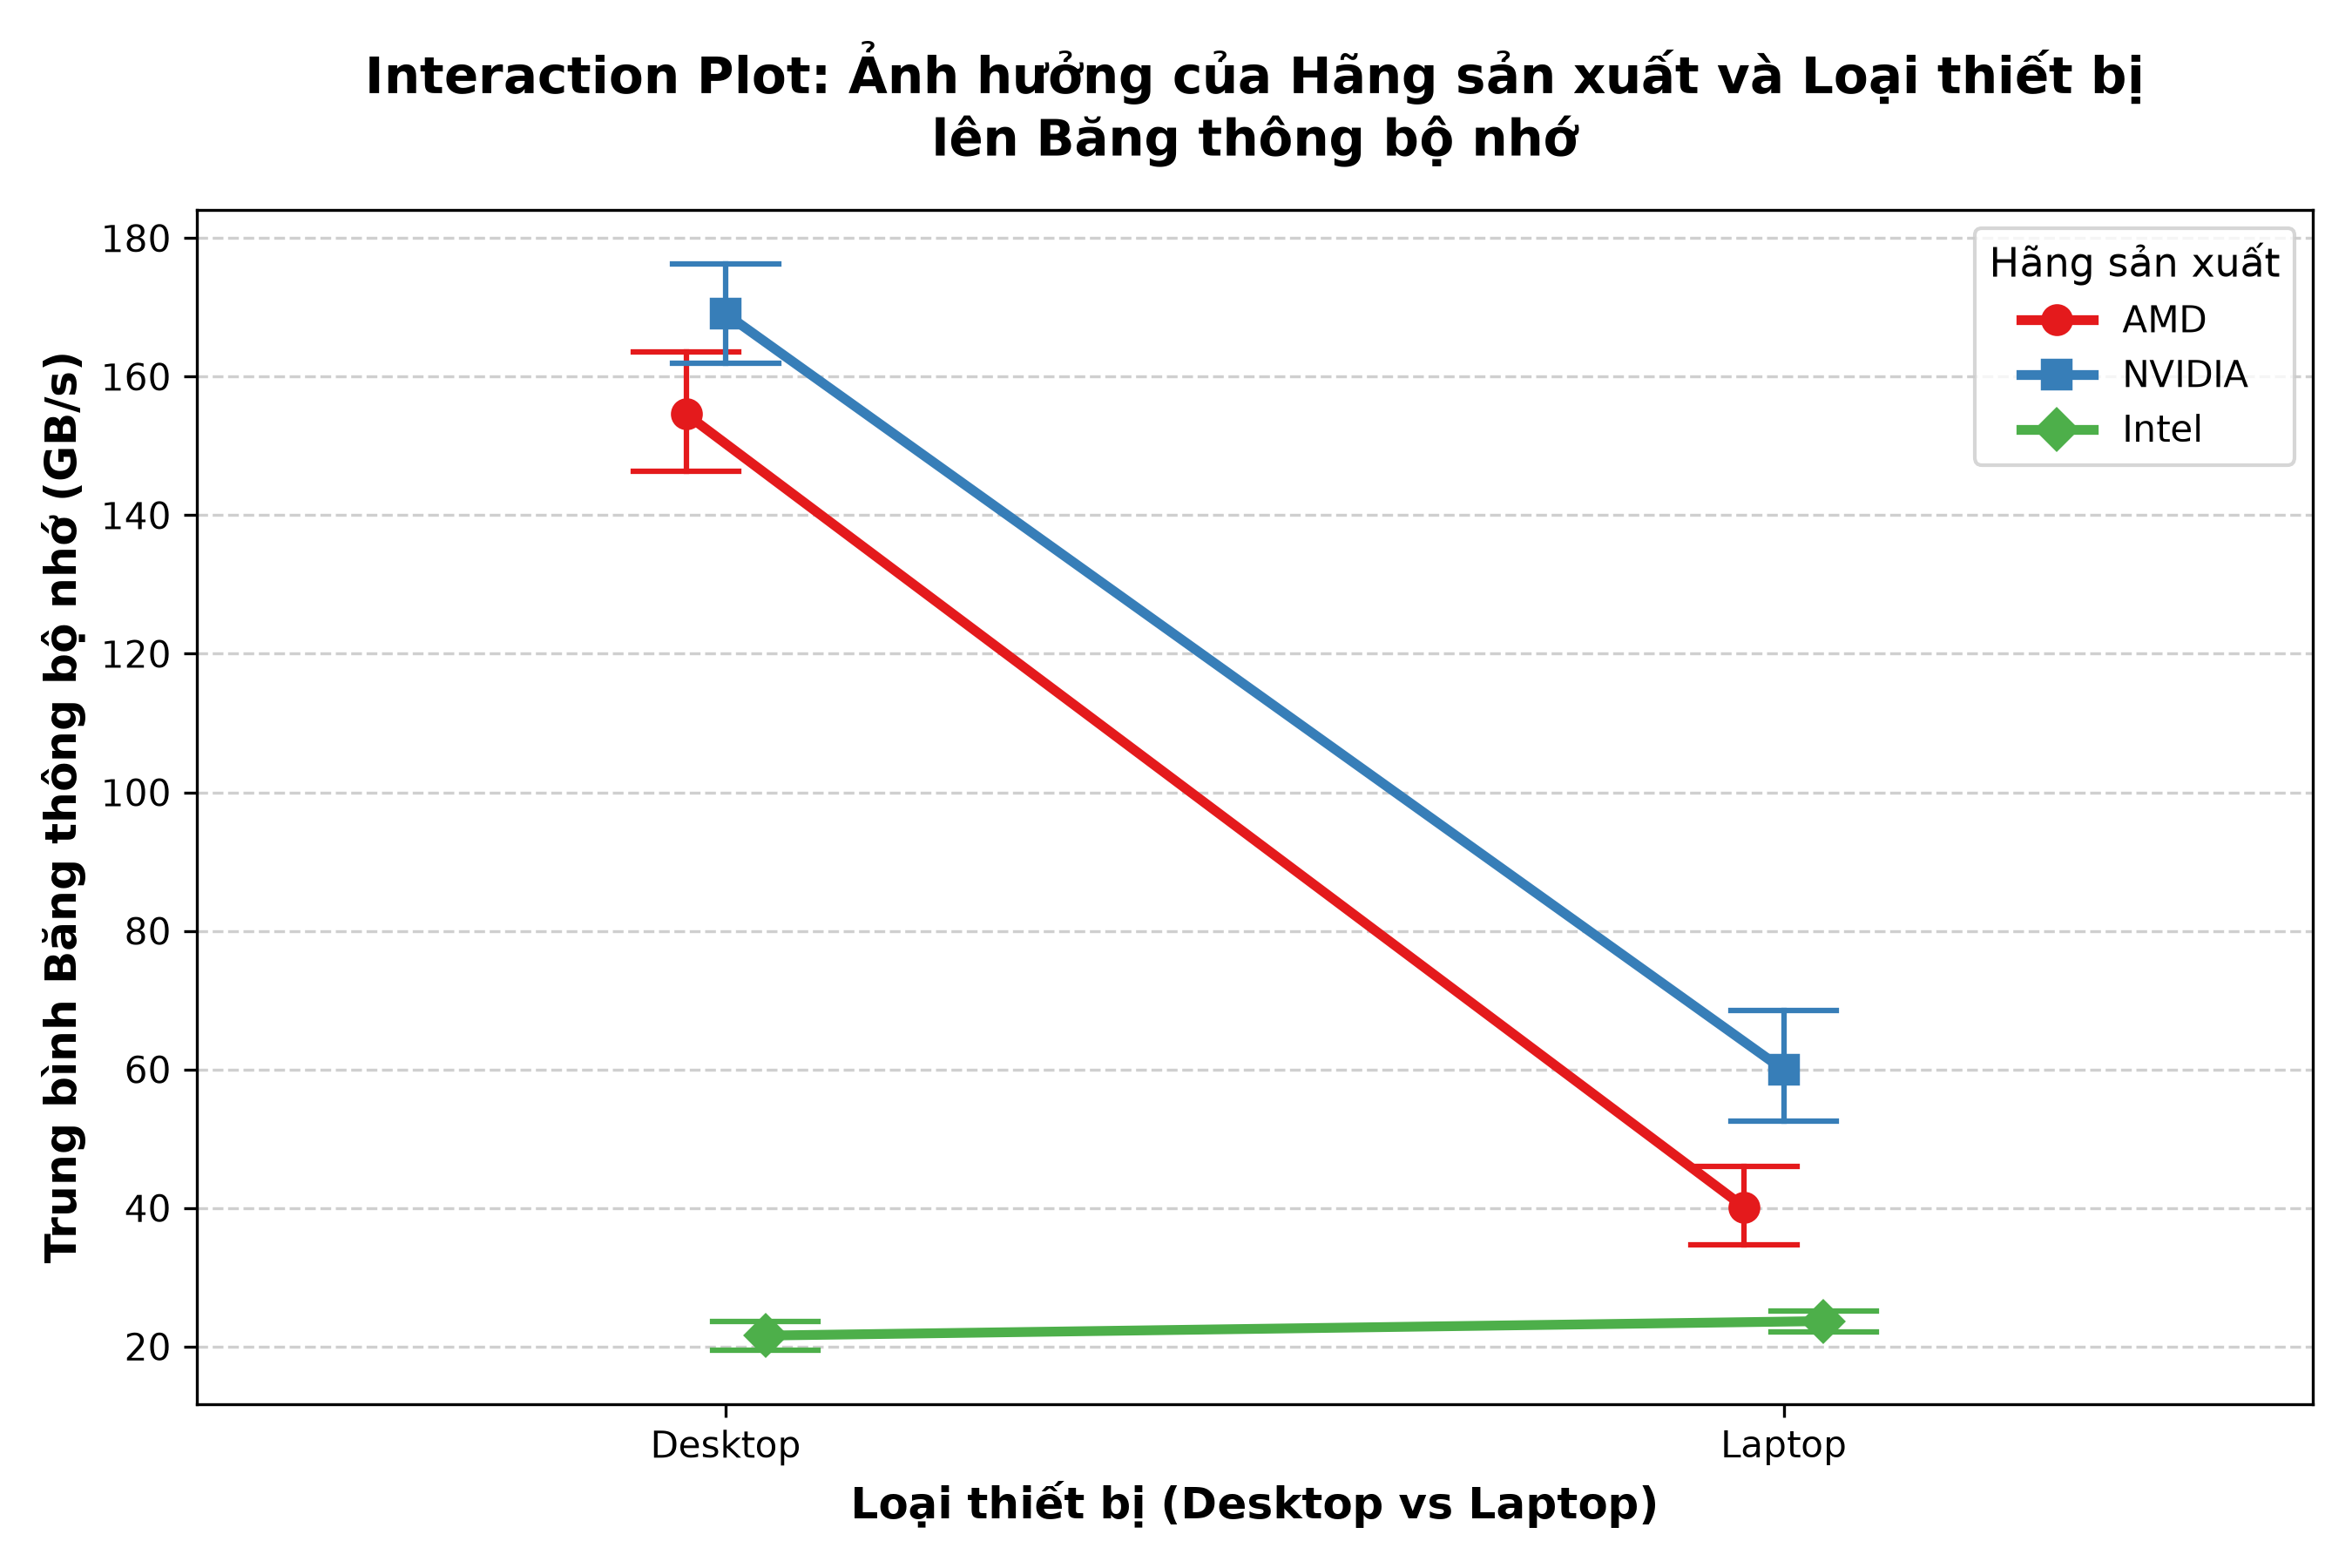 Interaction Plot: Ảnh hưởng của Hãng sản xuất và Loại thiết bị
lên Băng thông bộ nhớ
Trung bình Băng thông bộ nhớ (GB/s)
180
160
140
120
100
80
60
40
20
Hãng sản xuất
AMD
NVIDIA
Intel
Desktop
Laptop
Loại thiết bị (Desktop vs Laptop)